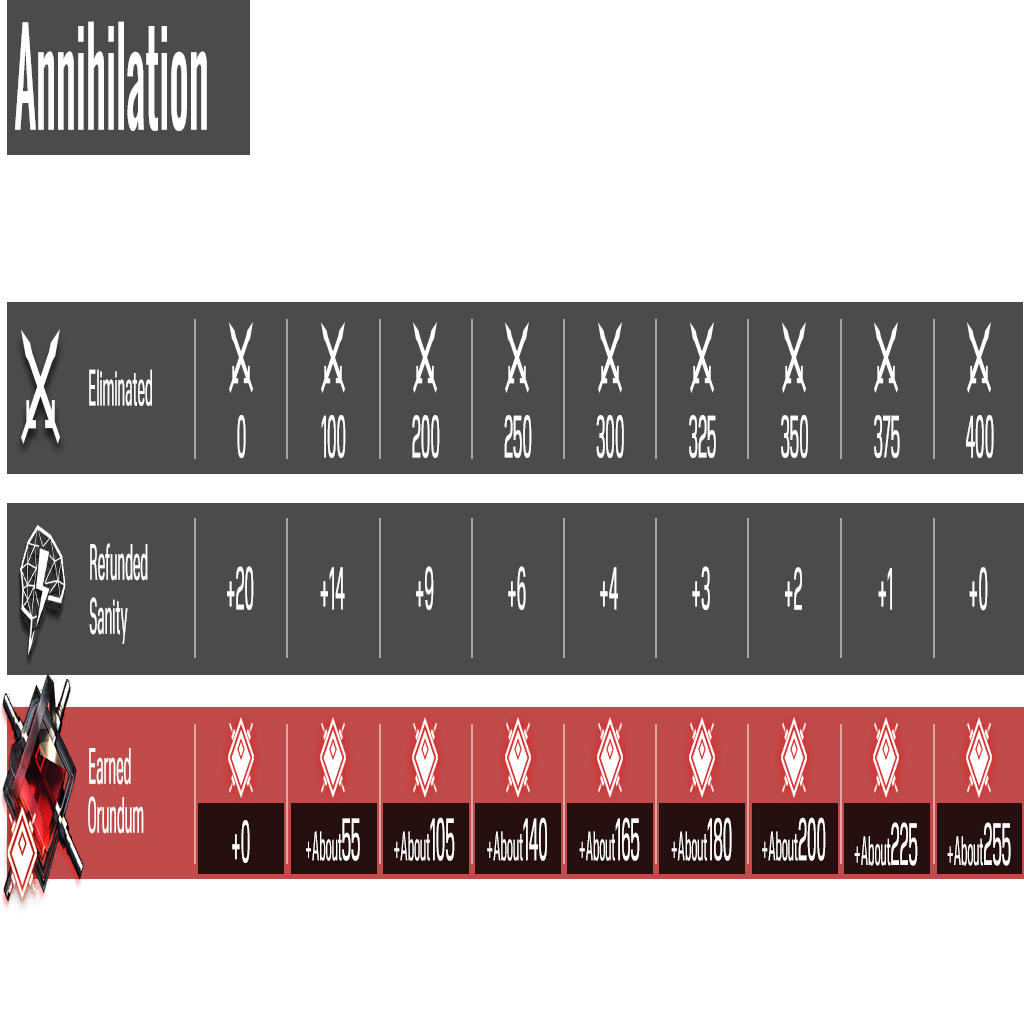 Annihilation
Eliminated 0 100 200 250 300 325 350 375 400
Refunded
Sanity
+20 +14 +9 +6 +4 +3 +2 +1 +0
Earned
Orundum
+0 +About55 +About105 +About140 +About165 +About180 +About200 +About225 +About255